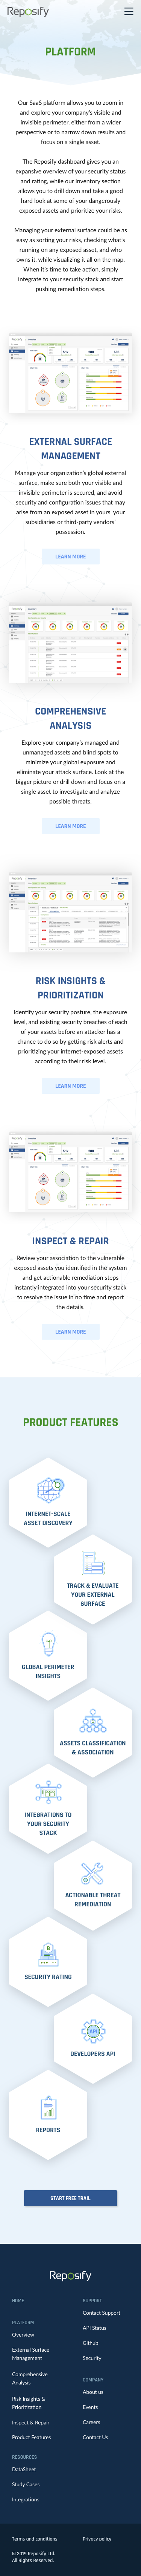 Reposify
PLATFORM
Our SaaS platform allows you to zoom in
and explore your company's visible and
invisible perimeter, either from a wider
perspective or to narrow down results and
focus on a single asset.
The Reposify dashboard gives you an
expansive overview of your security status
and rating, while our inventory section
allows you to drill down and take a good
hard look at some of your dangerously
exposed assets and prioritize your risks.
Managing your external surface could be as
easy as setting your risks, checking what's
running on any exposed asset, and who
owns it, while visualizing it all on the map.
When it's time to take action, simply
integrate to your security stack and start
pushing remediation steps.
EXTERNAL SURFACE
MANAGEMENT
Manage your organization's global external
surface, make sure both your visible and
invisible perimeter is secured, and avoid
security and configuration issues that may
arise from an exposed asset in yours, your
subsidiaries or third-party vendors'
possession.
LEARN MORE
COMPREHENSIVE
ANALYSIS
Explore your company's managed and
unmanaged assets and blind spots to
minimize your global exposure and
eliminate your attack surface. Look at the
bigger picture or drill down and focus on a
single asset to investigate and analyze
possible threats.
LEARN MORE
RISK INSIGHTS &
PRIORITIZATION
Identify your security posture, the exposure
level, and existing security breaches of each
of your assets before an attacker has a
chance to do so by getting risk alerts and
prioritizing your internet-exposed assets
according to their risk level.
LEARN MORE
INSPECT & REPAIR
Review your association to the vulnerable
exposed assets you identified in the system
and get actionable remediation steps
instantly integrated into your security stack
to resolve the issue in no time and report
the details.
LEARN MORE
PRODUCT FEATURES
INTERNET-SCALE
ASSET DISCOVERY
TRACK & EVALUATE
YOUR EXTERNAL
SURFACE
GLOBAL PERIMETER
INSIGHTS
ASSETS CLASSIFICATION
& ASSOCIATION
INTEGRATIONS TO
YOUR SECURITY
STACK
ACTIONABLE THREAT
REMEDIATION
SECURITY RATING
API
DEVELOPERS API
REPORTS
START FREE TRAIL
Reposify
HOME
PLATFORM
Overview
External Surface
Management
Comprehensive
Analysis
Risk Insights &
Prioritization
Inspect & Repair
Product Features
RESOURCES
DataSheet
Study Cases
Integrations
SUPPORT
Contact Support
API Status
Github
Security
COMPANY
About us
Events
Careers
Contact Us
Terms and conditions
Privacy policy
© 2019 Reposify Ltd.
All Rights Reserved.